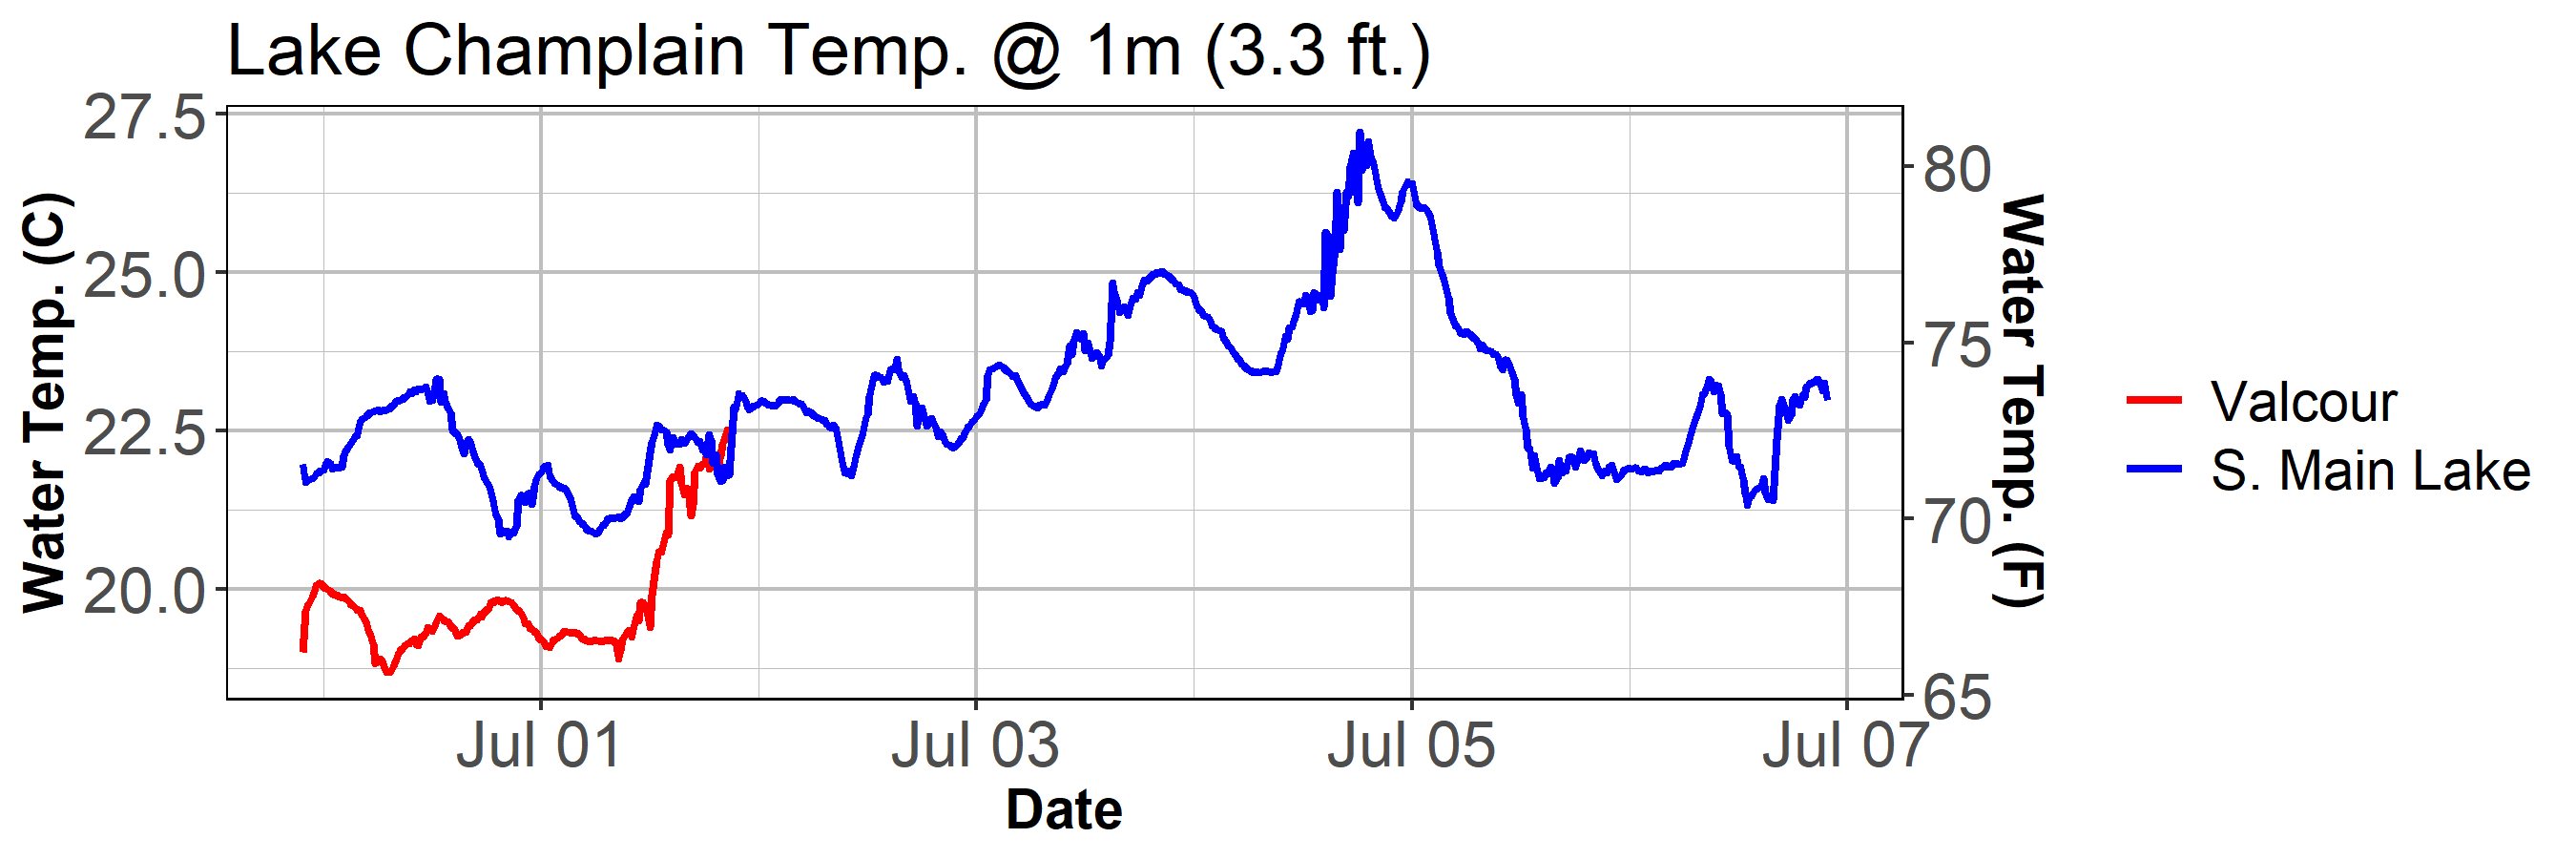 Lake Champlain Temp. @ 1m (3.3 ft.)
Water Temp. (C)
27.5
25.0
22.5
20.0
80
75
70
65
Water Temp. (F)
Jul 01
Jul 03
Jul 05
Jul 07
Date
Valcour
S. Main Lake